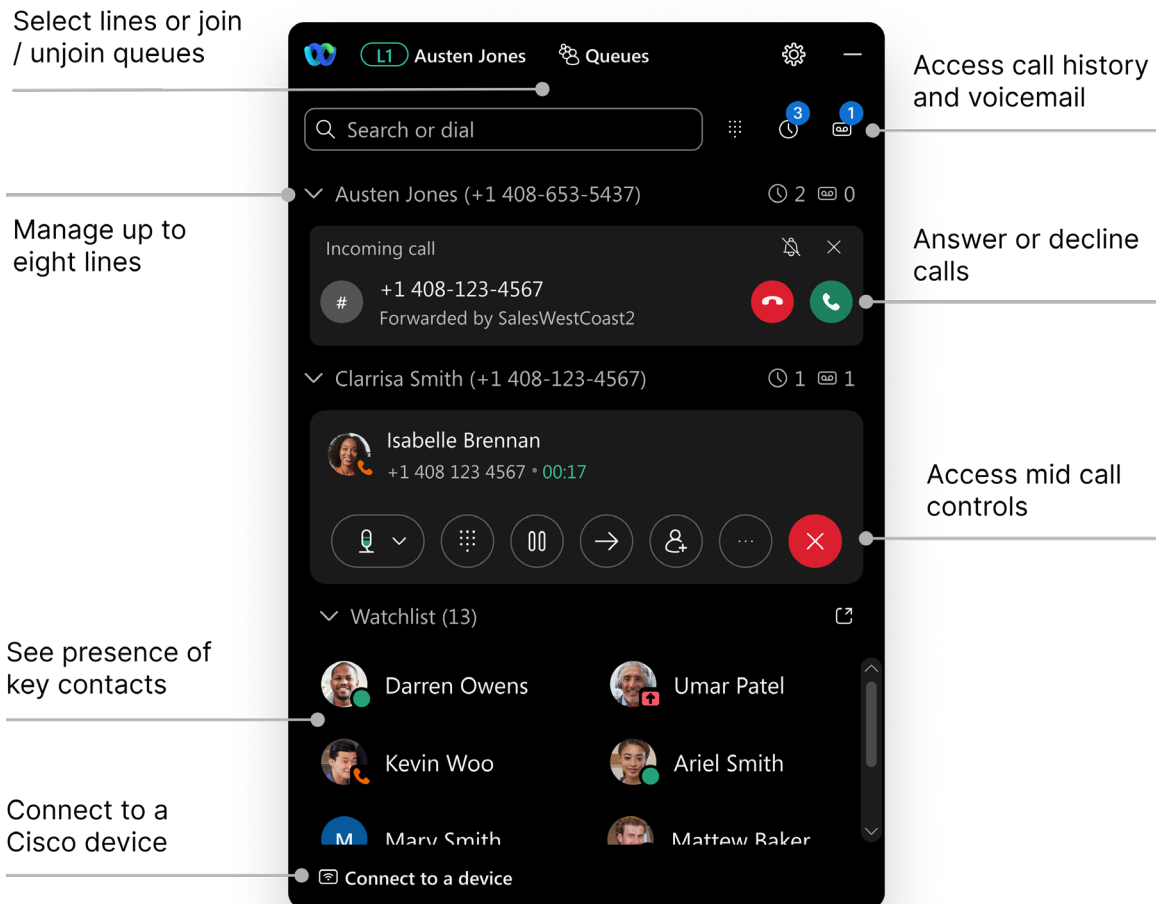 Select lines or join
/ unjoin queues
L1 Austen Jones
Queues
Search or dial
3
1
Access call history
and voicemail
Austen Jones (+1 408-653-5437)
2
0
Manage up to
eight lines
Incoming call
# +1 408-123-4567
Forwarded by SalesWestCoast2
Answer or decline
calls
Clarrisa Smith (+1 408-123-4567)
1
1
Isabelle Brennan
+1 408 123 4567 • 00:17
Access mid call
controls
Watchlist (13)
See presence of
key contacts
Darren Owens
Umar Patel
Kevin Woo
Ariel Smith
M Mary Smith
Mattew Baker
Connect to a
Cisco device
Connect to a device